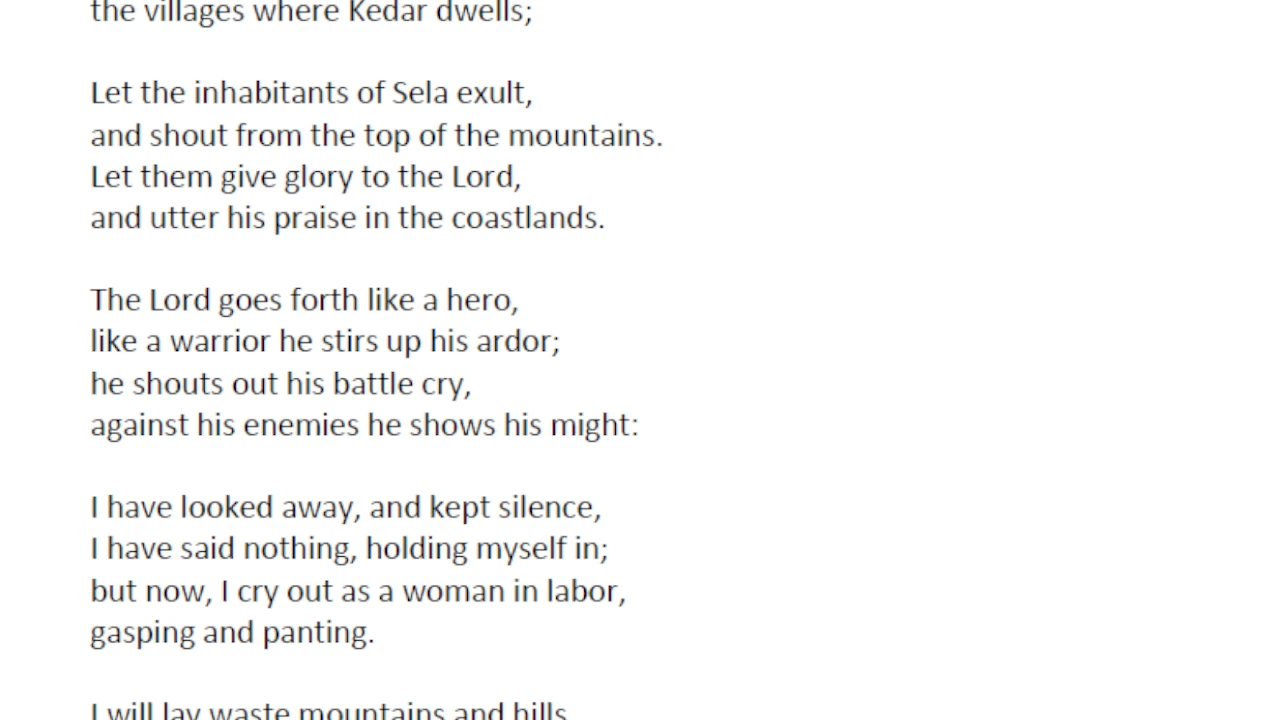 the villages where Kedar dwells;
Let the inhabitants of Sela exult,
and shout from the top of the mountains.
Let them give glory to the Lord,
and utter his praise in the coastlands.
The Lord goes forth like a hero,
like a warrior he stirs up his ardor;
he shouts out his battle cry,
against his enemies he shows his might:
I have looked away, and kept silence,
I have said nothing, holding myself in;
but now, I cry out as a woman in labor,
gasping and panting.
I will lay waste mountains and hills